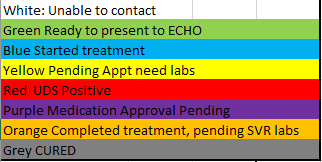 White: Unable to contact
Green Ready to present to ECHO
Blue Started treatment
Yellow Pending Appt need labs
Red  UDS Positive
Purple Medication Approval Pending
Orange Completed treatment, pending SVR labs
Grey CURED